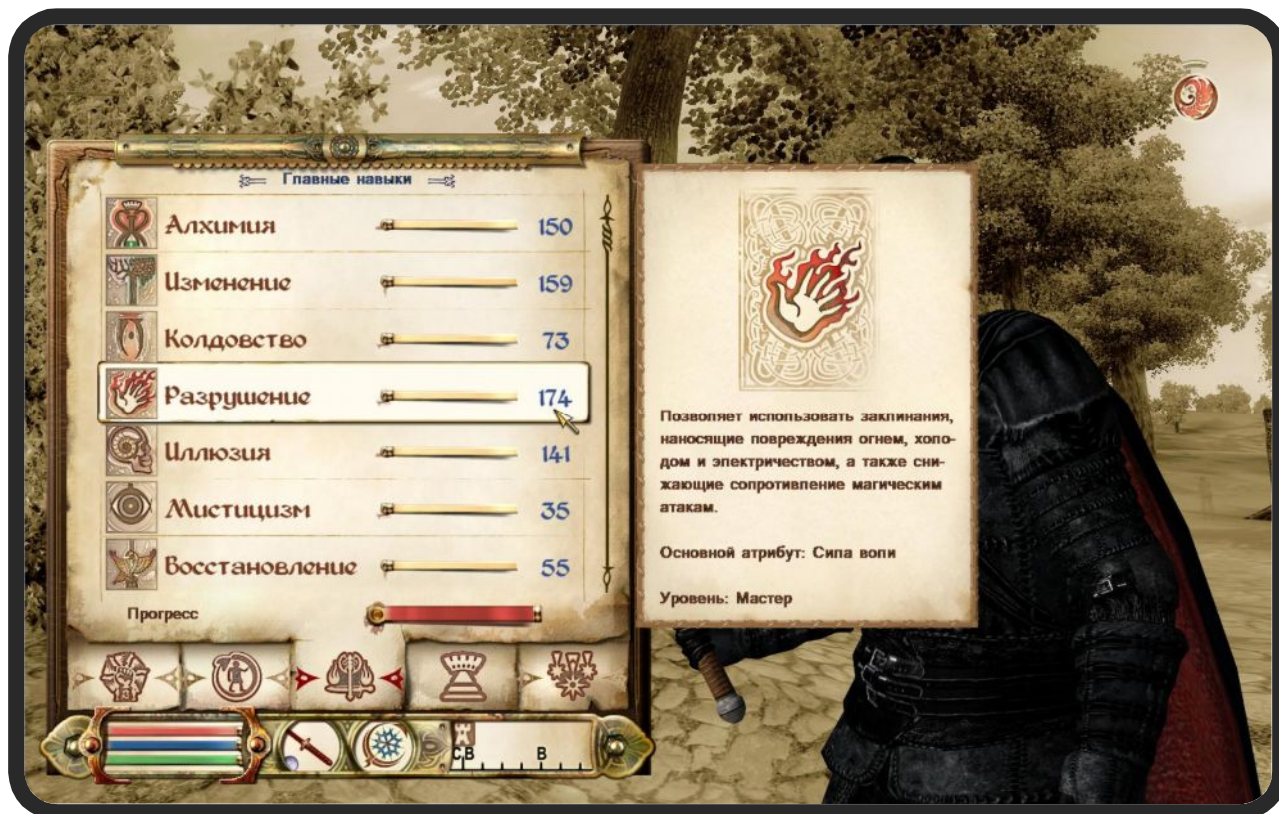 Главные навыки
Алхимия 150
Изменение 159
Колдовство 73
Разрушение 174
Иллюзия 141
Мистицизм 35
Восстановление 55
Прогресс
Позволяет использовать заклинания,
наносящие повреждения огнем, холо-
дом и электричеством, а также сни-
жающие сопротивление магическим
атакам.
Основной атрибут: Сила воли
Уровень: Мастер
СВ В